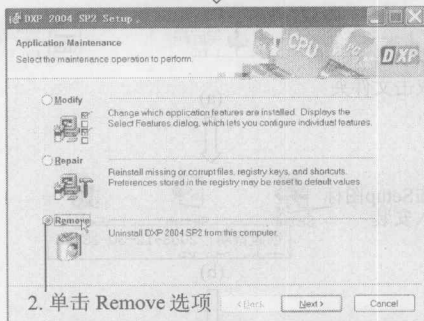 DXP 2004 SP2 Setup
Application Maintenance
Select the maintenance operation to perform.
CPU
DXP
Modify
Change which application features are installed. Displays the
Select Features dialog, which lets you configure individual features.
Repair
Reinstall missing or corrupt files, registry keys, and shortcuts.
Preferences stored in the registry may be reset to default values.
Remove
Uninstall DXP 2004 SP2 from this computer.
2. 单击 Remove 选项
< Back
Next >
Cancel